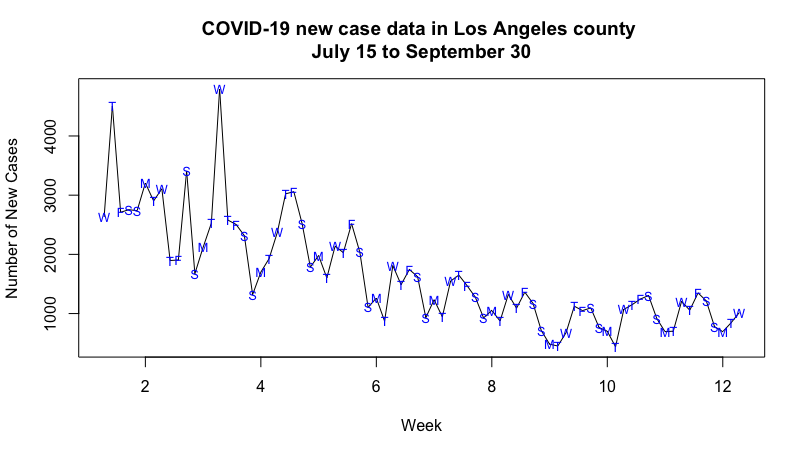 COVID-19 new case data in Los Angeles county
July 15 to September 30
Number of New Cases
4000
3000
2000
1000
W T F S S M T W T F S S M T W T F S S M T W T F S S M T W T F S S M T W T F S S M T W T F S S M T W T F S S M T W T F S S M T W T F S S M T W T F S S M T W
2 4 6 8 10 12
Week